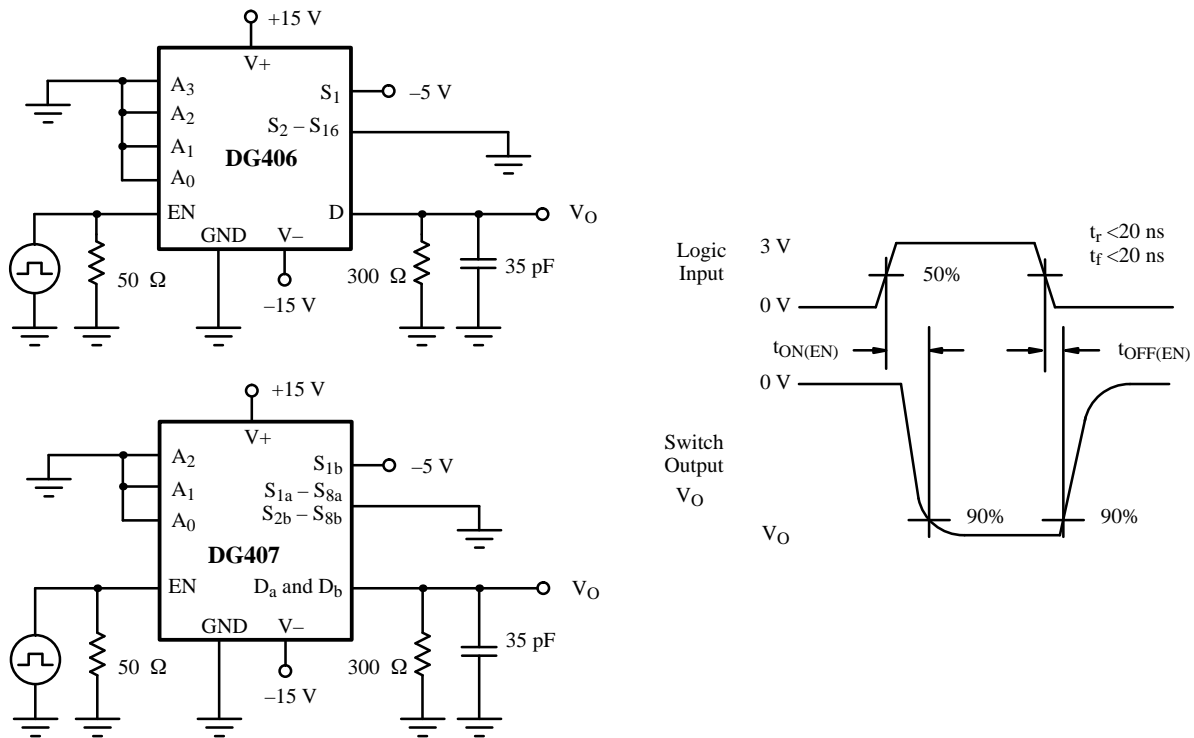 +15 V
V+
A3
A2
A1
A0
EN
S1
–5 V
S2 – S16
DG406
D
VO
GND
V–
50 Ω
–15 V
300 Ω
35 pF
+15 V
V+
A2
A1
A0
S1b
–5 V
S1a – S8a
S2b – S8b
DG407
EN
Da and Db
VO
GND
V–
50 Ω
–15 V
300 Ω
35 pF
Logic
Input
3 V
0 V
50%
tr <20 ns
tf <20 ns
tON(EN)
tOFF(EN)
0 V
Switch
Output
VO
VO
90%
90%